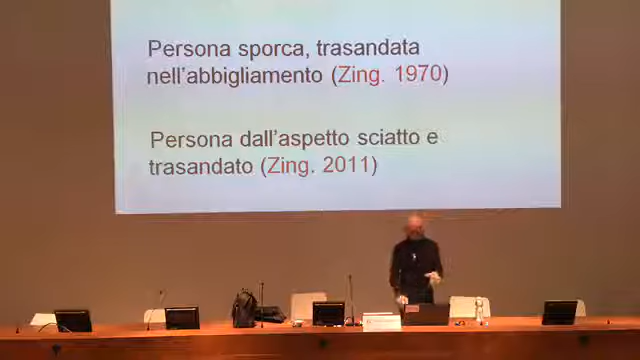 Persona sporca, trasandata
nell'abbigliamento (Zing. 1970)
Persona dall'aspetto sciatto e
trasandato (Zing. 2011)